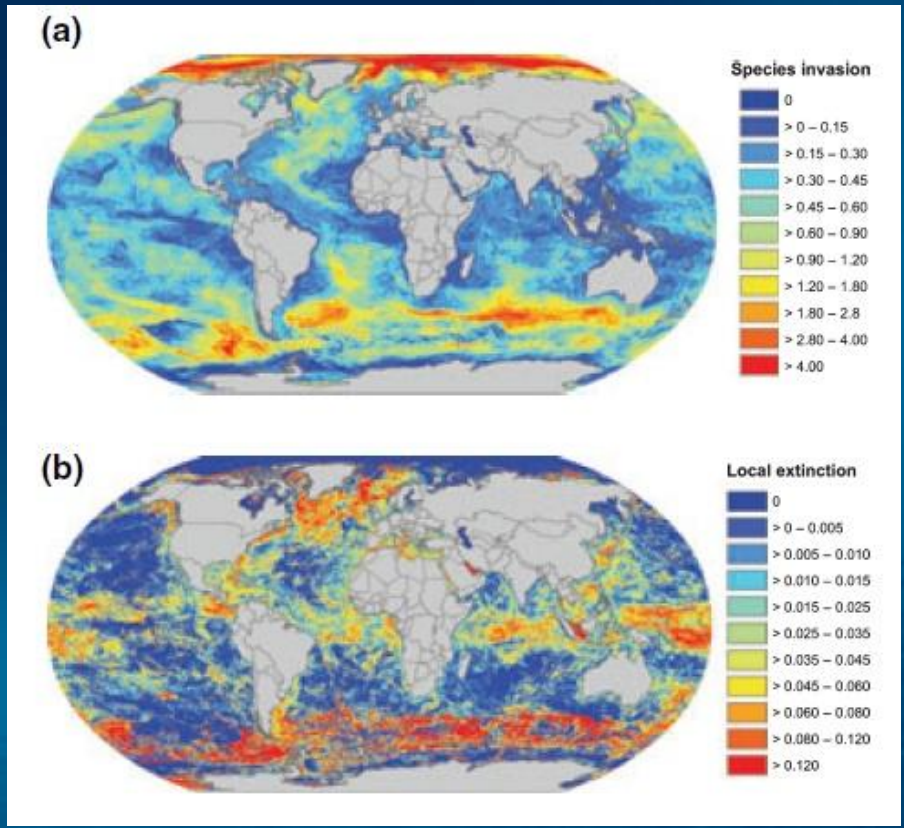 (a)
Species invasion
0
> 0 – 0.15
> 0.15 – 0.30
> 0.30 – 0.45
> 0.45 – 0.60
> 0.60 – 0.90
> 0.90 – 1.20
> 1.20 – 1.80
> 1.80 – 2.8
> 2.80 – 4.00
> 4.00
(b)
Local extinction
0
> 0 – 0.005
> 0.005 – 0.010
> 0.010 – 0.015
> 0.015 – 0.025
> 0.025 – 0.035
> 0.035 – 0.045
> 0.045 – 0.060
> 0.060 – 0.080
> 0.080 – 0.120
> 0.120